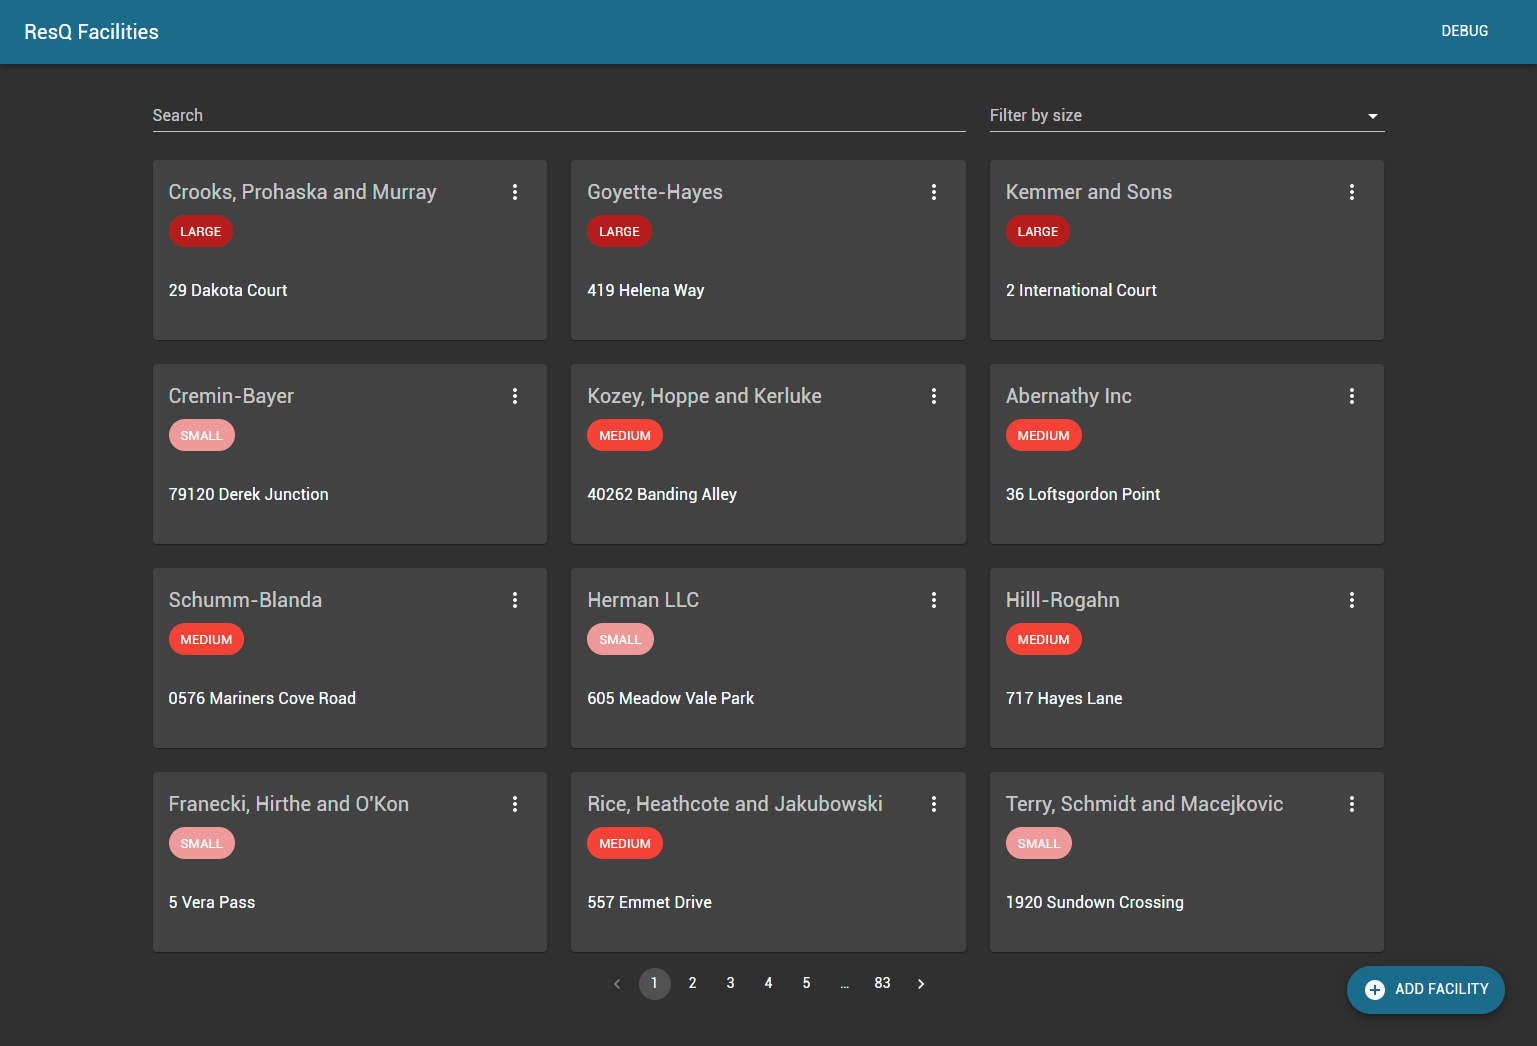 ResQ Facilities
DEBUG
Search
Filter by size
Crooks, Prohaska and Murray
LARGE
29 Dakota Court
Goyette-Hayes
LARGE
419 Helena Way
Kemmer and Sons
LARGE
2 International Court
Cremin-Bayer
SMALL
79120 Derek Junction
Kozey, Hoppe and Kerluke
MEDIUM
40262 Banding Alley
Abernathy Inc
MEDIUM
36 Loftsgordon Point
Schumm-Blanda
MEDIUM
0576 Mariners Cove Road
Herman LLC
SMALL
605 Meadow Vale Park
Hilll-Rogahn
MEDIUM
717 Hayes Lane
Franecki, Hirthe and O'Kon
SMALL
5 Vera Pass
Rice, Heathcote and Jakubowski
MEDIUM
557 Emmet Drive
Terry, Schmidt and Macejkovic
SMALL
1920 Sundown Crossing
1 2 3 4 5 ... 83
ADD FACILITY